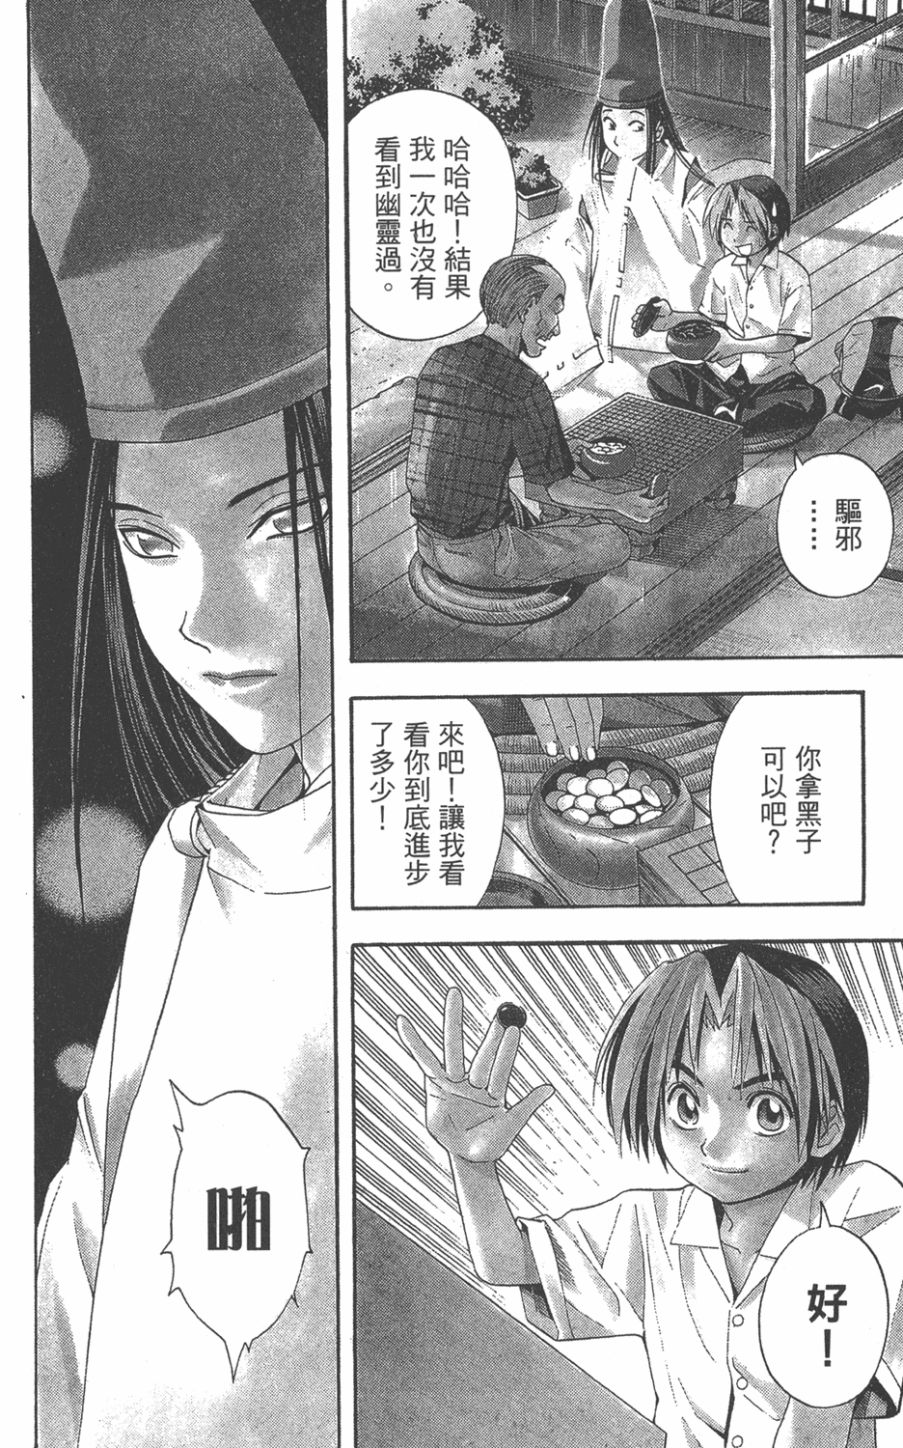 驅邪
……
哈哈哈！結果
我一次也沒有
看到幽靈過。
你拿黑子
可以吧？
來吧！讓我看
看你到底進步
了多少！
好！
啪